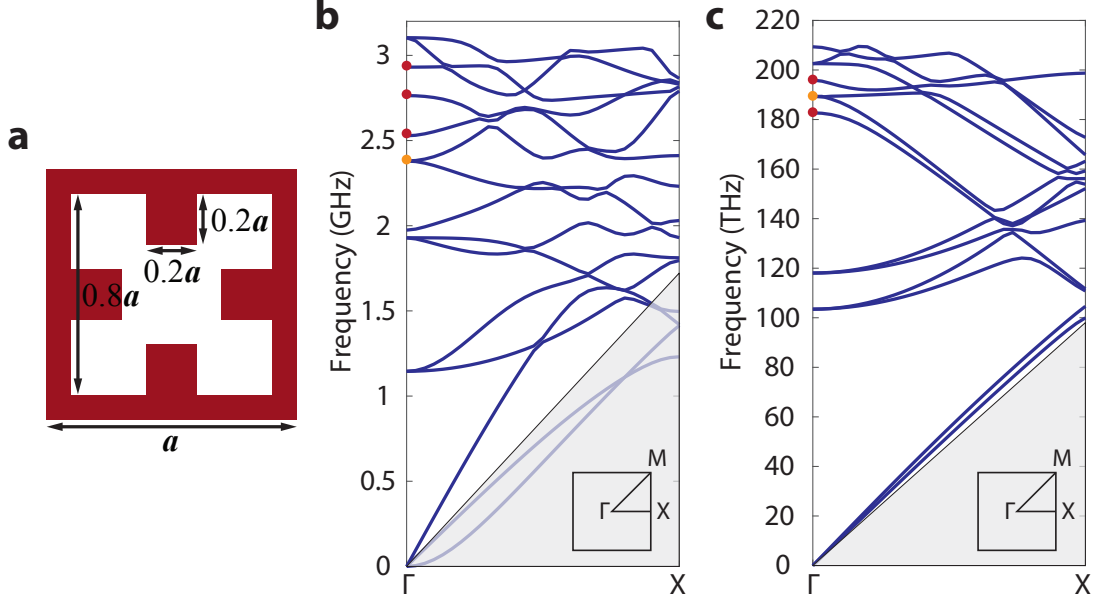 a
0.2a
0.2a
0.8a
a
b
Frequency (GHz)
3
2.5
2
1.5
1
0.5
0
Γ
X
M
Γ
X
c
Frequency (THz)
220
200
180
160
140
120
100
80
60
40
20
0
Γ
X
M
Γ
X